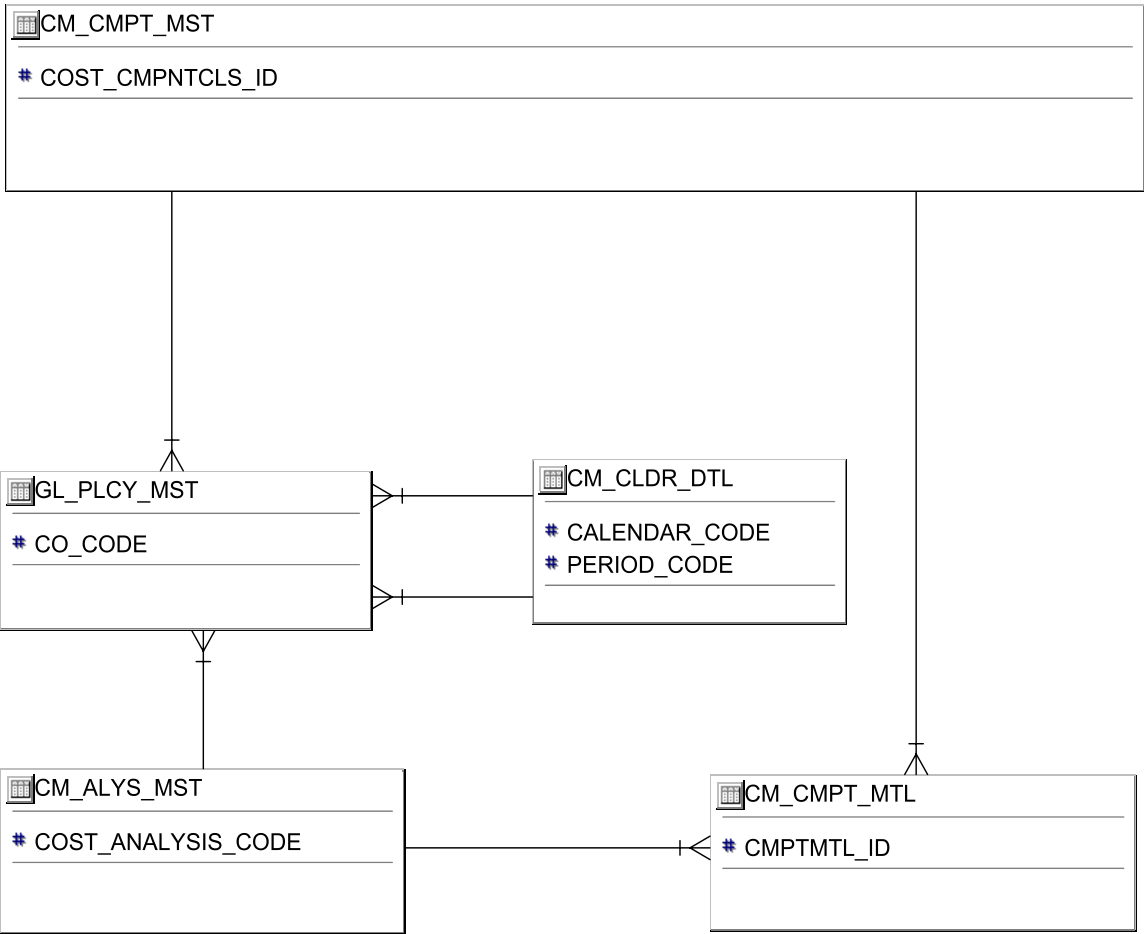 CM_CMPT_MST
# COST_CMPNTCLS_ID
GL_PLCY_MST
# CO_CODE
CM_CLDR_DTL
# CALENDAR_CODE
# PERIOD_CODE
CM_ALYS_MST
# COST_ANALYSIS_CODE
CM_CMPT_MTL
# CMPTMTL_ID